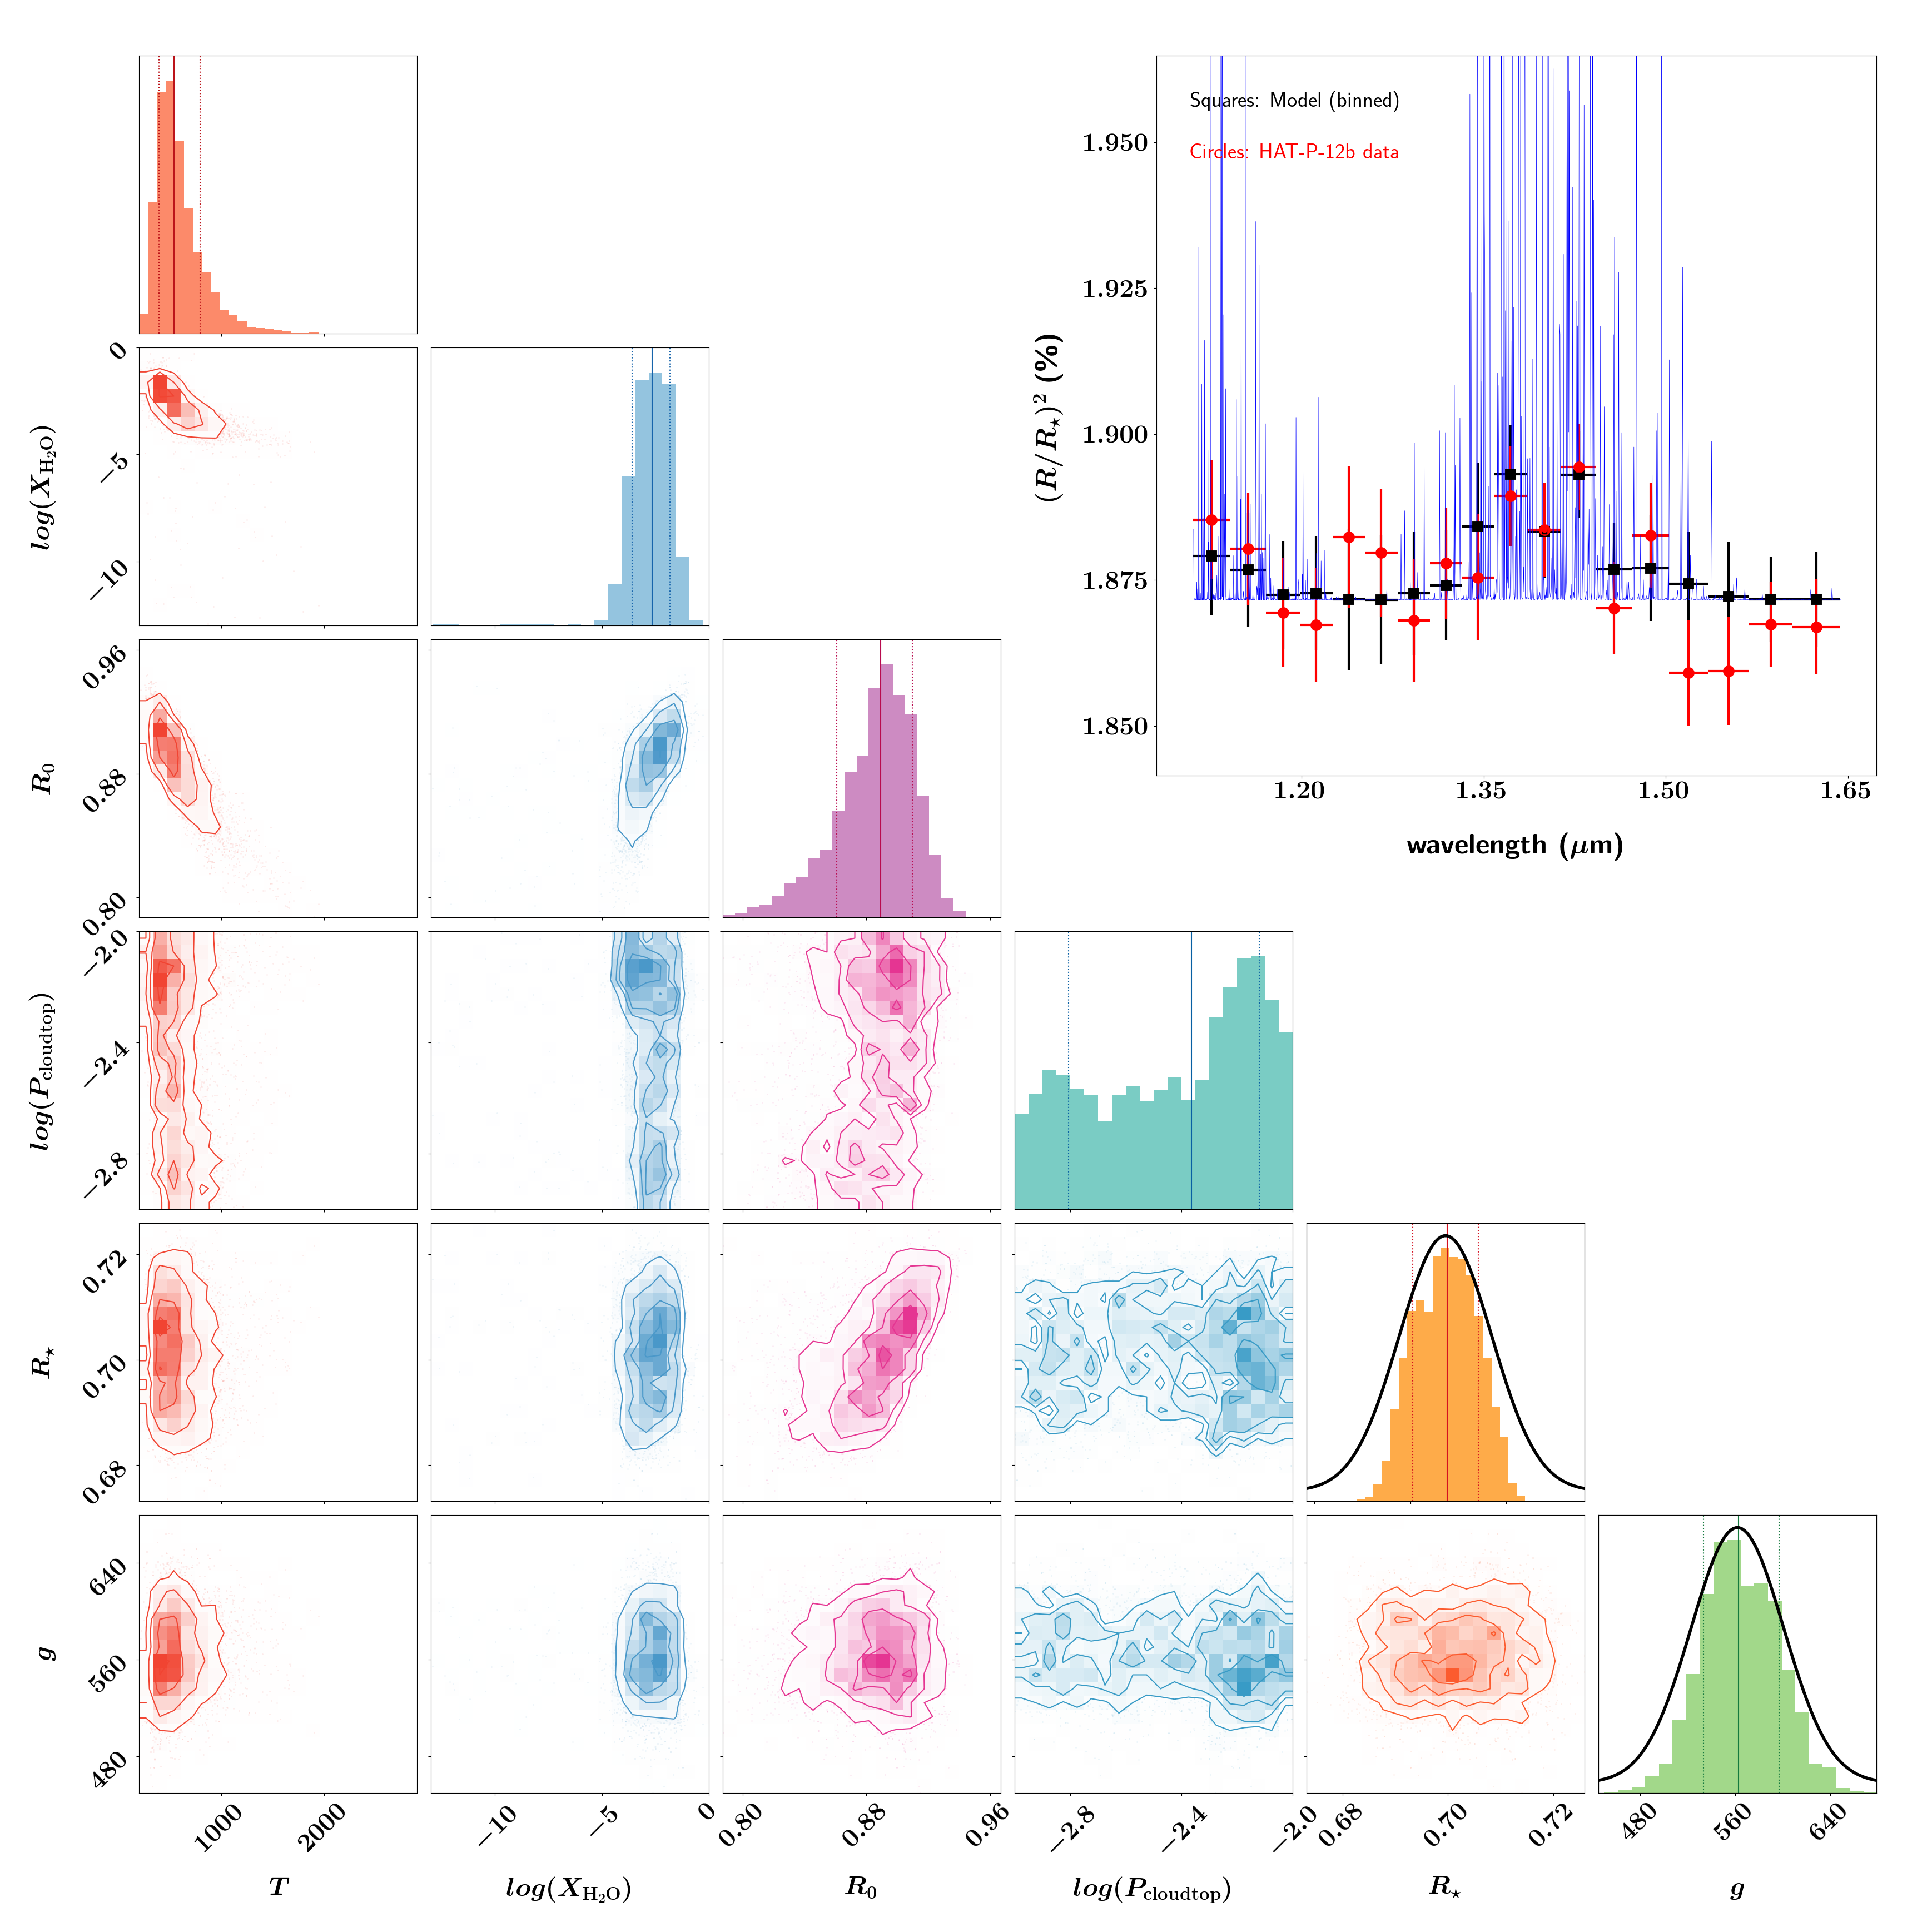 Squares: Model (binned)
Circles: HAT-P-12b data
1.950
1.925
1.900
1.875
1.850
(R/R⋆)² (%)
1.20 1.35 1.50 1.65
wavelength (μm)
0
−5
−10
log(X_H₂O)
0.96
0.88
0.80
R₀
−2.0
−2.4
−2.8
log(P_cloudtop)
0.72
0.70
0.68
R⋆
640
560
480
g
1000 2000 −10 −5 0 0.80 0.88 0.96 −2.8 −2.4 −2.0 0.68 0.70 0.72 480 560 640
T log(X_H₂O) R₀ log(P_cloudtop) R⋆ g